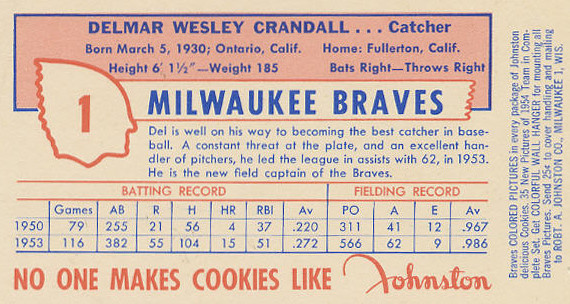 DELMAR WESLEY CRANDALL . . . Catcher
Born March 5, 1930; Ontario, Calif. Home: Fullerton, Calif.
Height 6' 1½"—Weight 185 Bats Right—Throws Right
1
MILWAUKEE BRAVES
Del is well on his way to becoming the best catcher in base-
ball. A constant threat at the plate, and an excellent han-
dler of pitchers, he led the league in assists with 62, in 1953.
He is the new field captain of the Braves.
BATTING RECORD FIELDING RECORD
Games AB R H HR RBI Av PO A E Av
1950 79 255 21 56 4 37 .220 311 41 12 .967
1953 116 382 55 104 15 51 .272 566 62 9 .986
NO ONE MAKES COOKIES LIKE Johnston
Braves COLORED PICTURES in every package of Johnston
delicious Cookies. 35 New Pictures of 1954 Team in Com-
plete Set. Get COLORFUL WALL HANGER for mounting all
Braves Pictures. Send 25¢ to cover handling and mailing
to ROBT. A. JOHNSTON CO., MILWAUKEE 1, WIS.